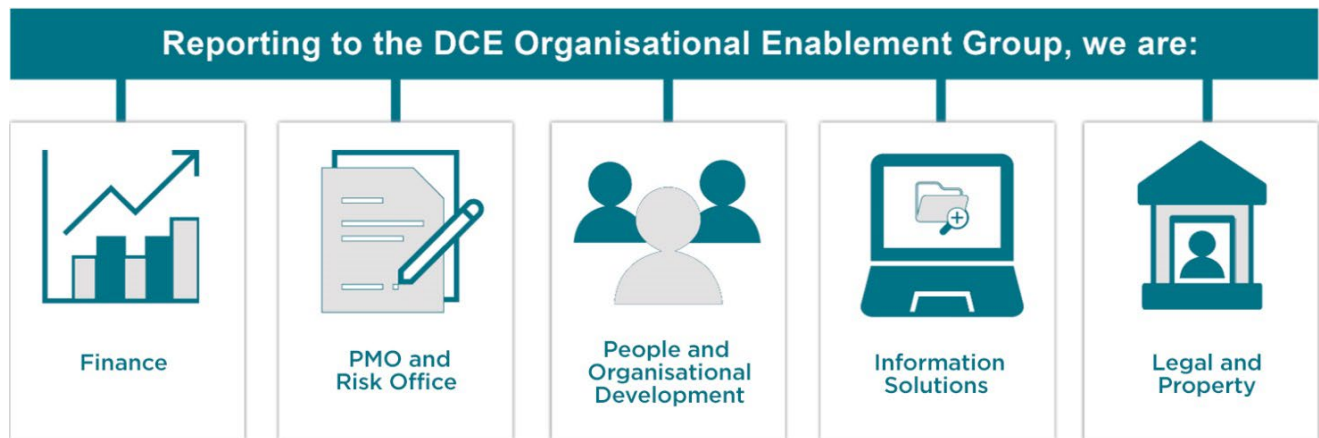 Reporting to the DCE Organisational Enablement Group, we are:
Finance
PMO and
Risk Office
People and
Organisational
Development
Information
Solutions
Legal and
Property